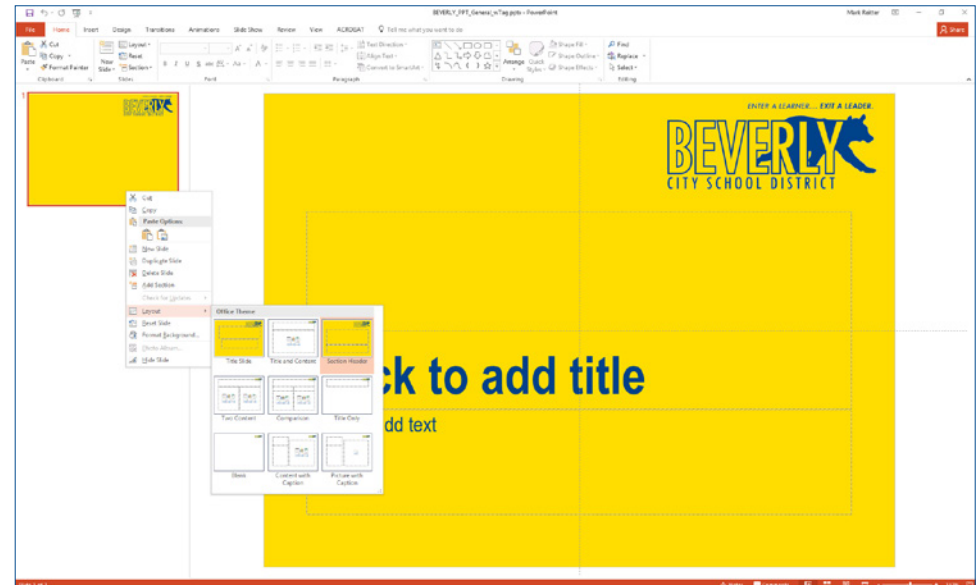 BEVERLY_PPT_General_wTag.pptx - PowerPoint
Mark Reitter
File Home Insert Design Transitions Animations Slide Show Review View ACROBAT Tell me what you want to do
Share
Paste
Cut
Copy
Format Painter
Clipboard
New Slide
Layout
Reset
Section
Slides
Font
Text Direction
Align Text
Convert to SmartArt
Paragraph
Arrange
Quick Styles
Shape Fill
Shape Outline
Shape Effects
Drawing
Find
Replace
Select
Editing
1
BEVERLY
ENTER A LEARNER... EXIT A LEADER.
BEVERLY
CITY SCHOOL DISTRICT
Cut
Copy
Paste Options
New Slide
Duplicate Slide
Delete Slide
Add Section
Check for Updates
Layout
Reset Slide
Format Background...
Photo Album...
Hide Slide
Office Theme
Title Slide
Title and Content
Section Header
Two Content
Comparison
Title Only
Blank
Content with Caption
Picture with Caption
ck to add title
dd text